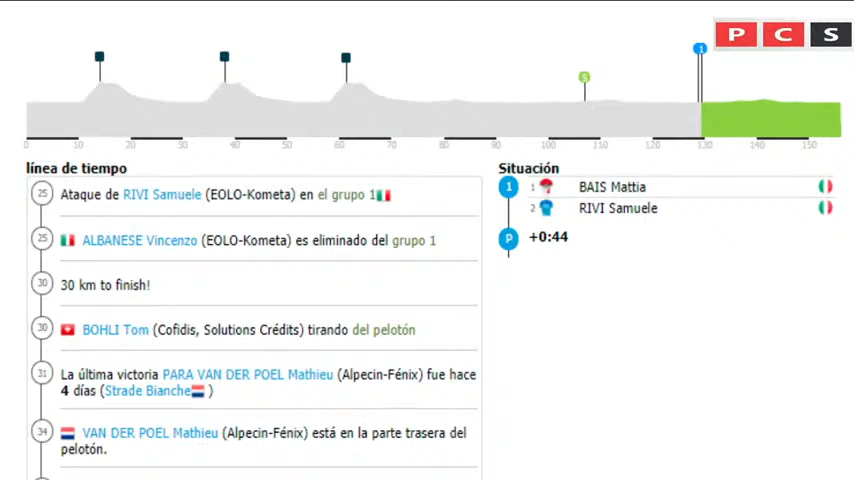 PCS
1
S
0 10 20 30 40 50 60 70 80 90 100 110 120 130 140 150
línea de tiempo
25 Ataque de RIVI Samuele (EOLO-Kometa) en el grupo 1
25 ALBANESE Vincenzo (EOLO-Kometa) es eliminado del grupo 1
30 30 km to finish!
30 BOHLI Tom (Cofidis, Solutions Crédits) tirando del pelotón
31 La última victoria PARA VAN DER POEL Mathieu (Alpecin-Fénix) fue hace
4 días (Strade Bianche )
34 VAN DER POEL Mathieu (Alpecin-Fénix) está en la parte trasera del
pelotón.
Situación
1 1 BAIS Mattia
2 RIVI Samuele
P +0:44